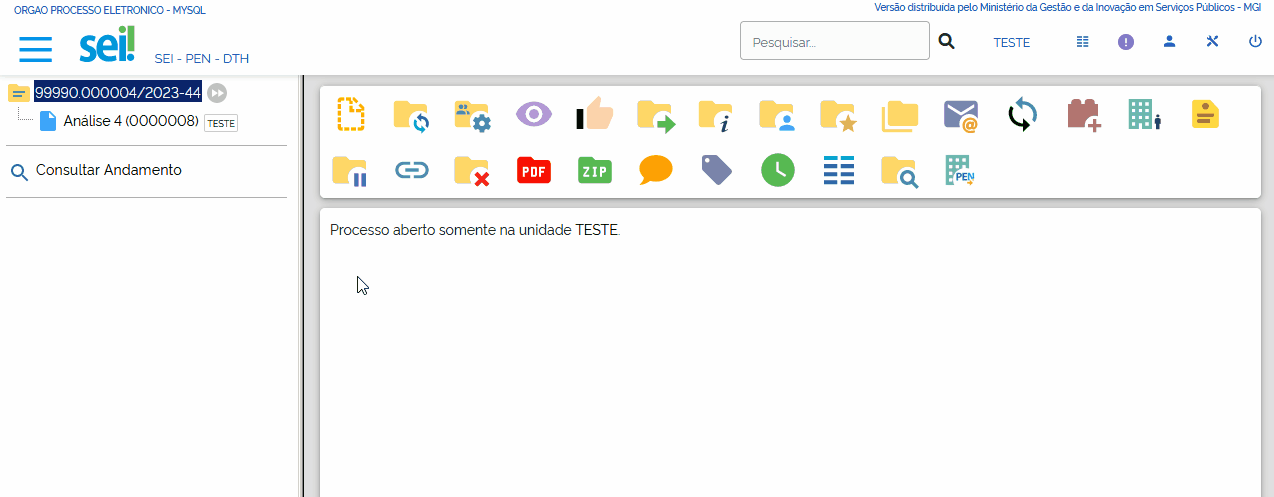 ORGAO PROCESSO ELETRONICO - MYSQL
Versão distribuída pelo Ministério da Gestão e da Inovação em Serviços Públicos - MGI
sei!
SEI - PEN - DTH
Pesquisar...
TESTE
99990.000004/2023-44
Análise 4 (0000008) TESTE
Consultar Andamento
PDF
ZIP
PEN
Processo aberto somente na unidade TESTE.